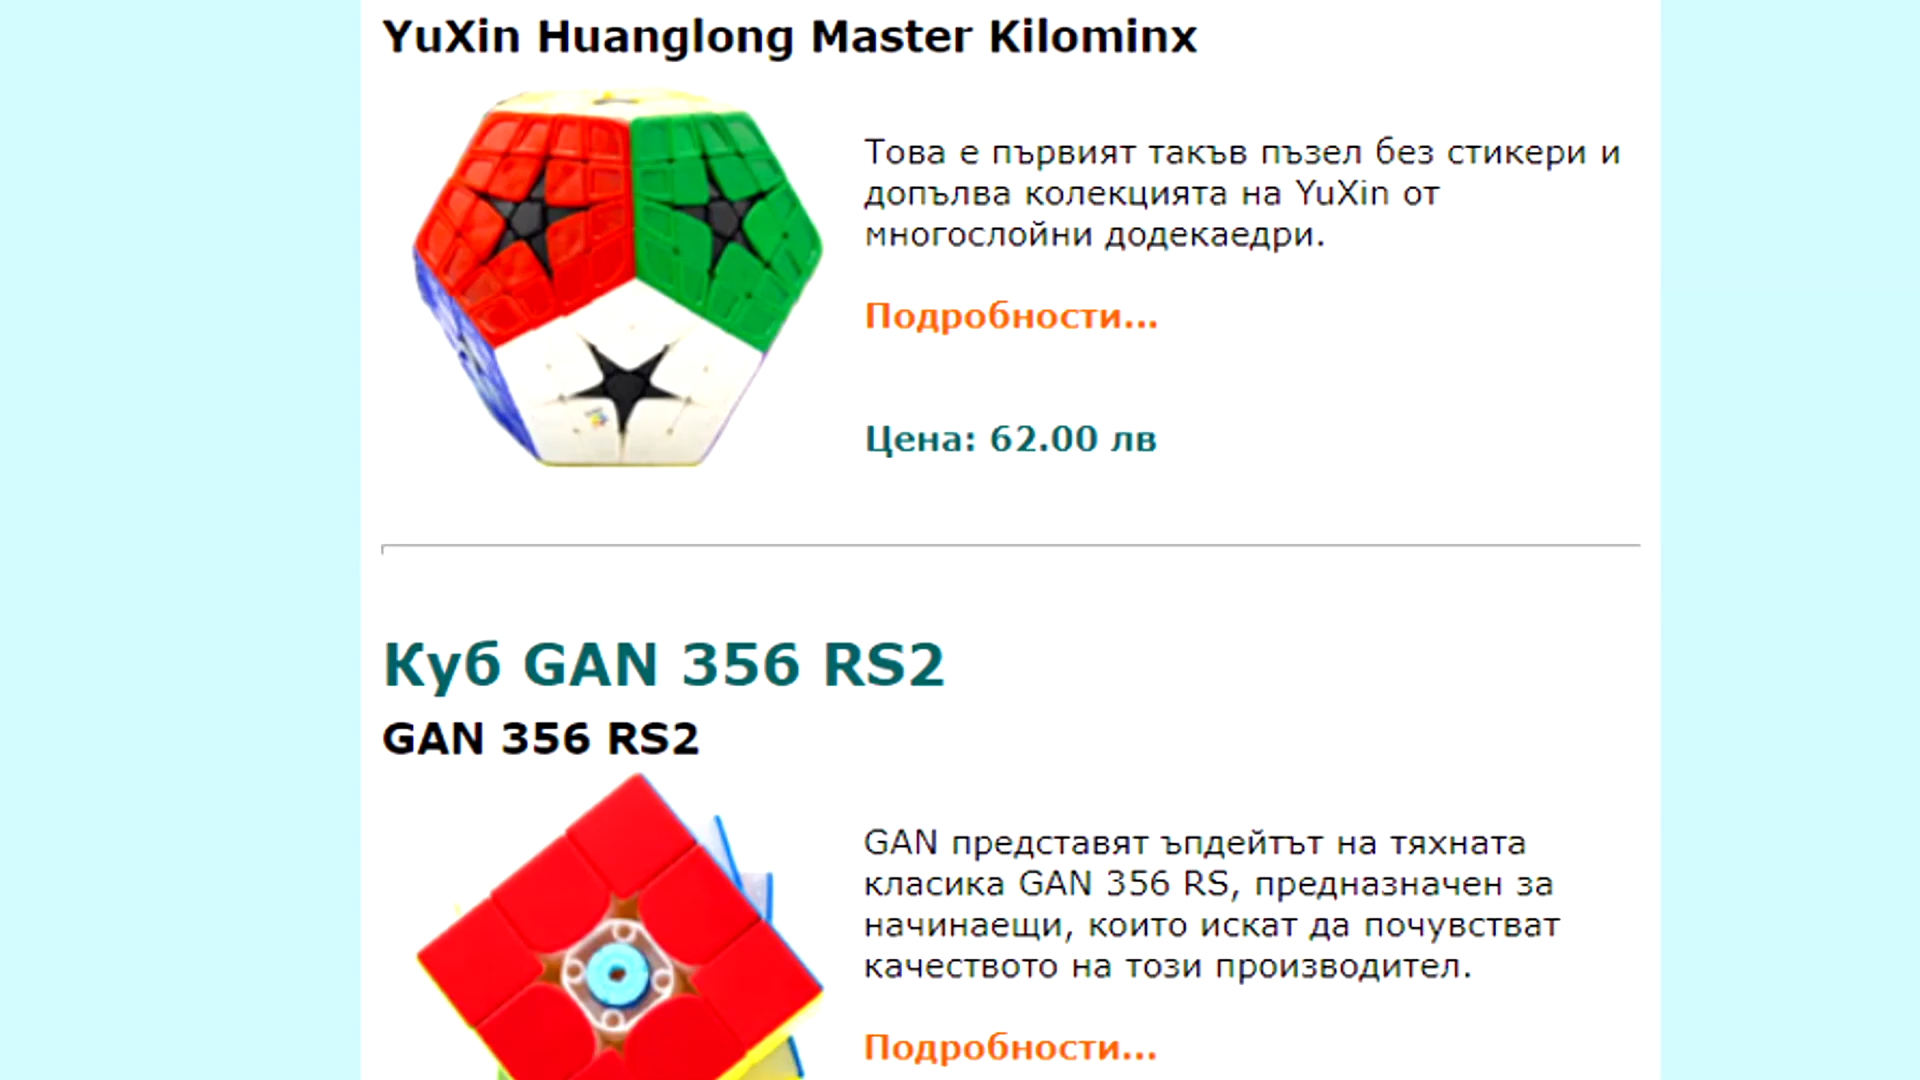 YuXin Huanglong Master Kilominx
Това е първият такъв пъзел без стикери и
допълва колекцията на YuXin от
многослойни додекаедри.
Подробности...
Цена: 62.00 лв
Куб GAN 356 RS2
GAN 356 RS2
GAN представят ъпдейтът на тяхната
класика GAN 356 RS, предназначен за
начинаещи, които искат да почувстват
качеството на този производител.
Подробности...